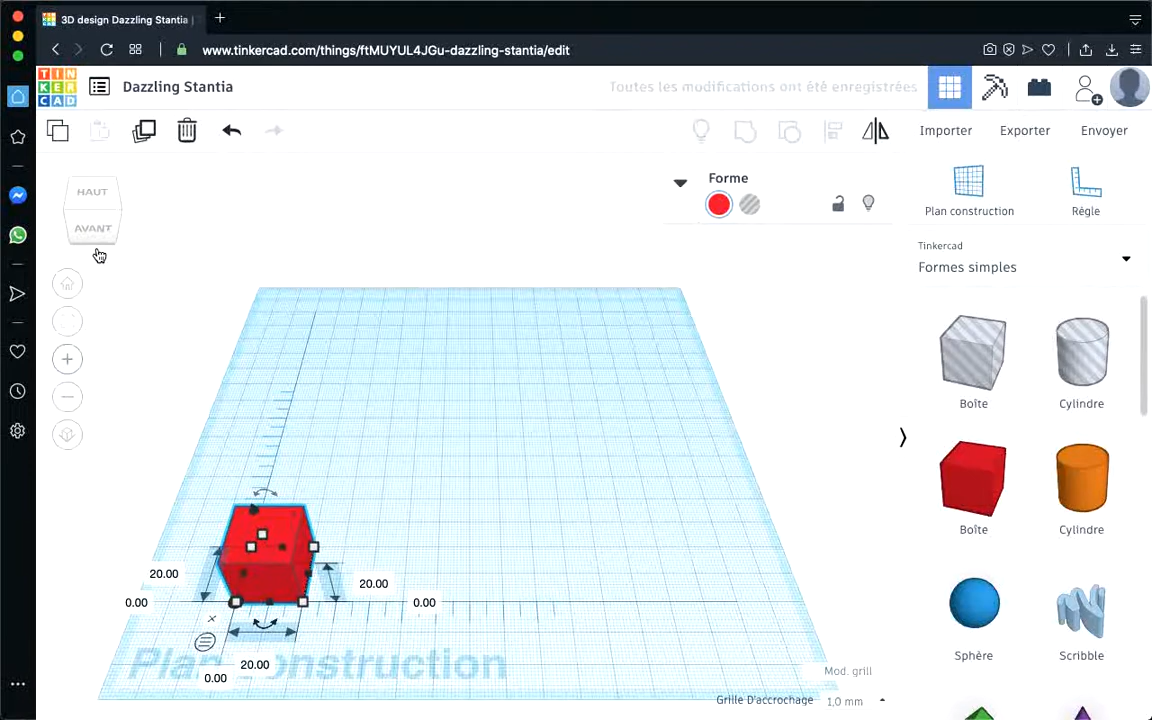 3D design Dazzling Stantia |
www.tinkercad.com/things/ftMUYUL4JGu-dazzling-stantia/edit
TIN
KER
CAD
Dazzling Stantia
Toutes les modifications ont été enregistrées
Importer
Exporter
Envoyer
HAUT
AVANT
Forme
Plan construction
Règle
Tinkercad
Formes simples
Boîte
Cylindre
Boîte
Cylindre
Sphère
Scribble
20.00
20.00
0.00
0.00
20.00
0.00
Plan construction
Mod. grill
Grille D'accrochage
1,0 mm